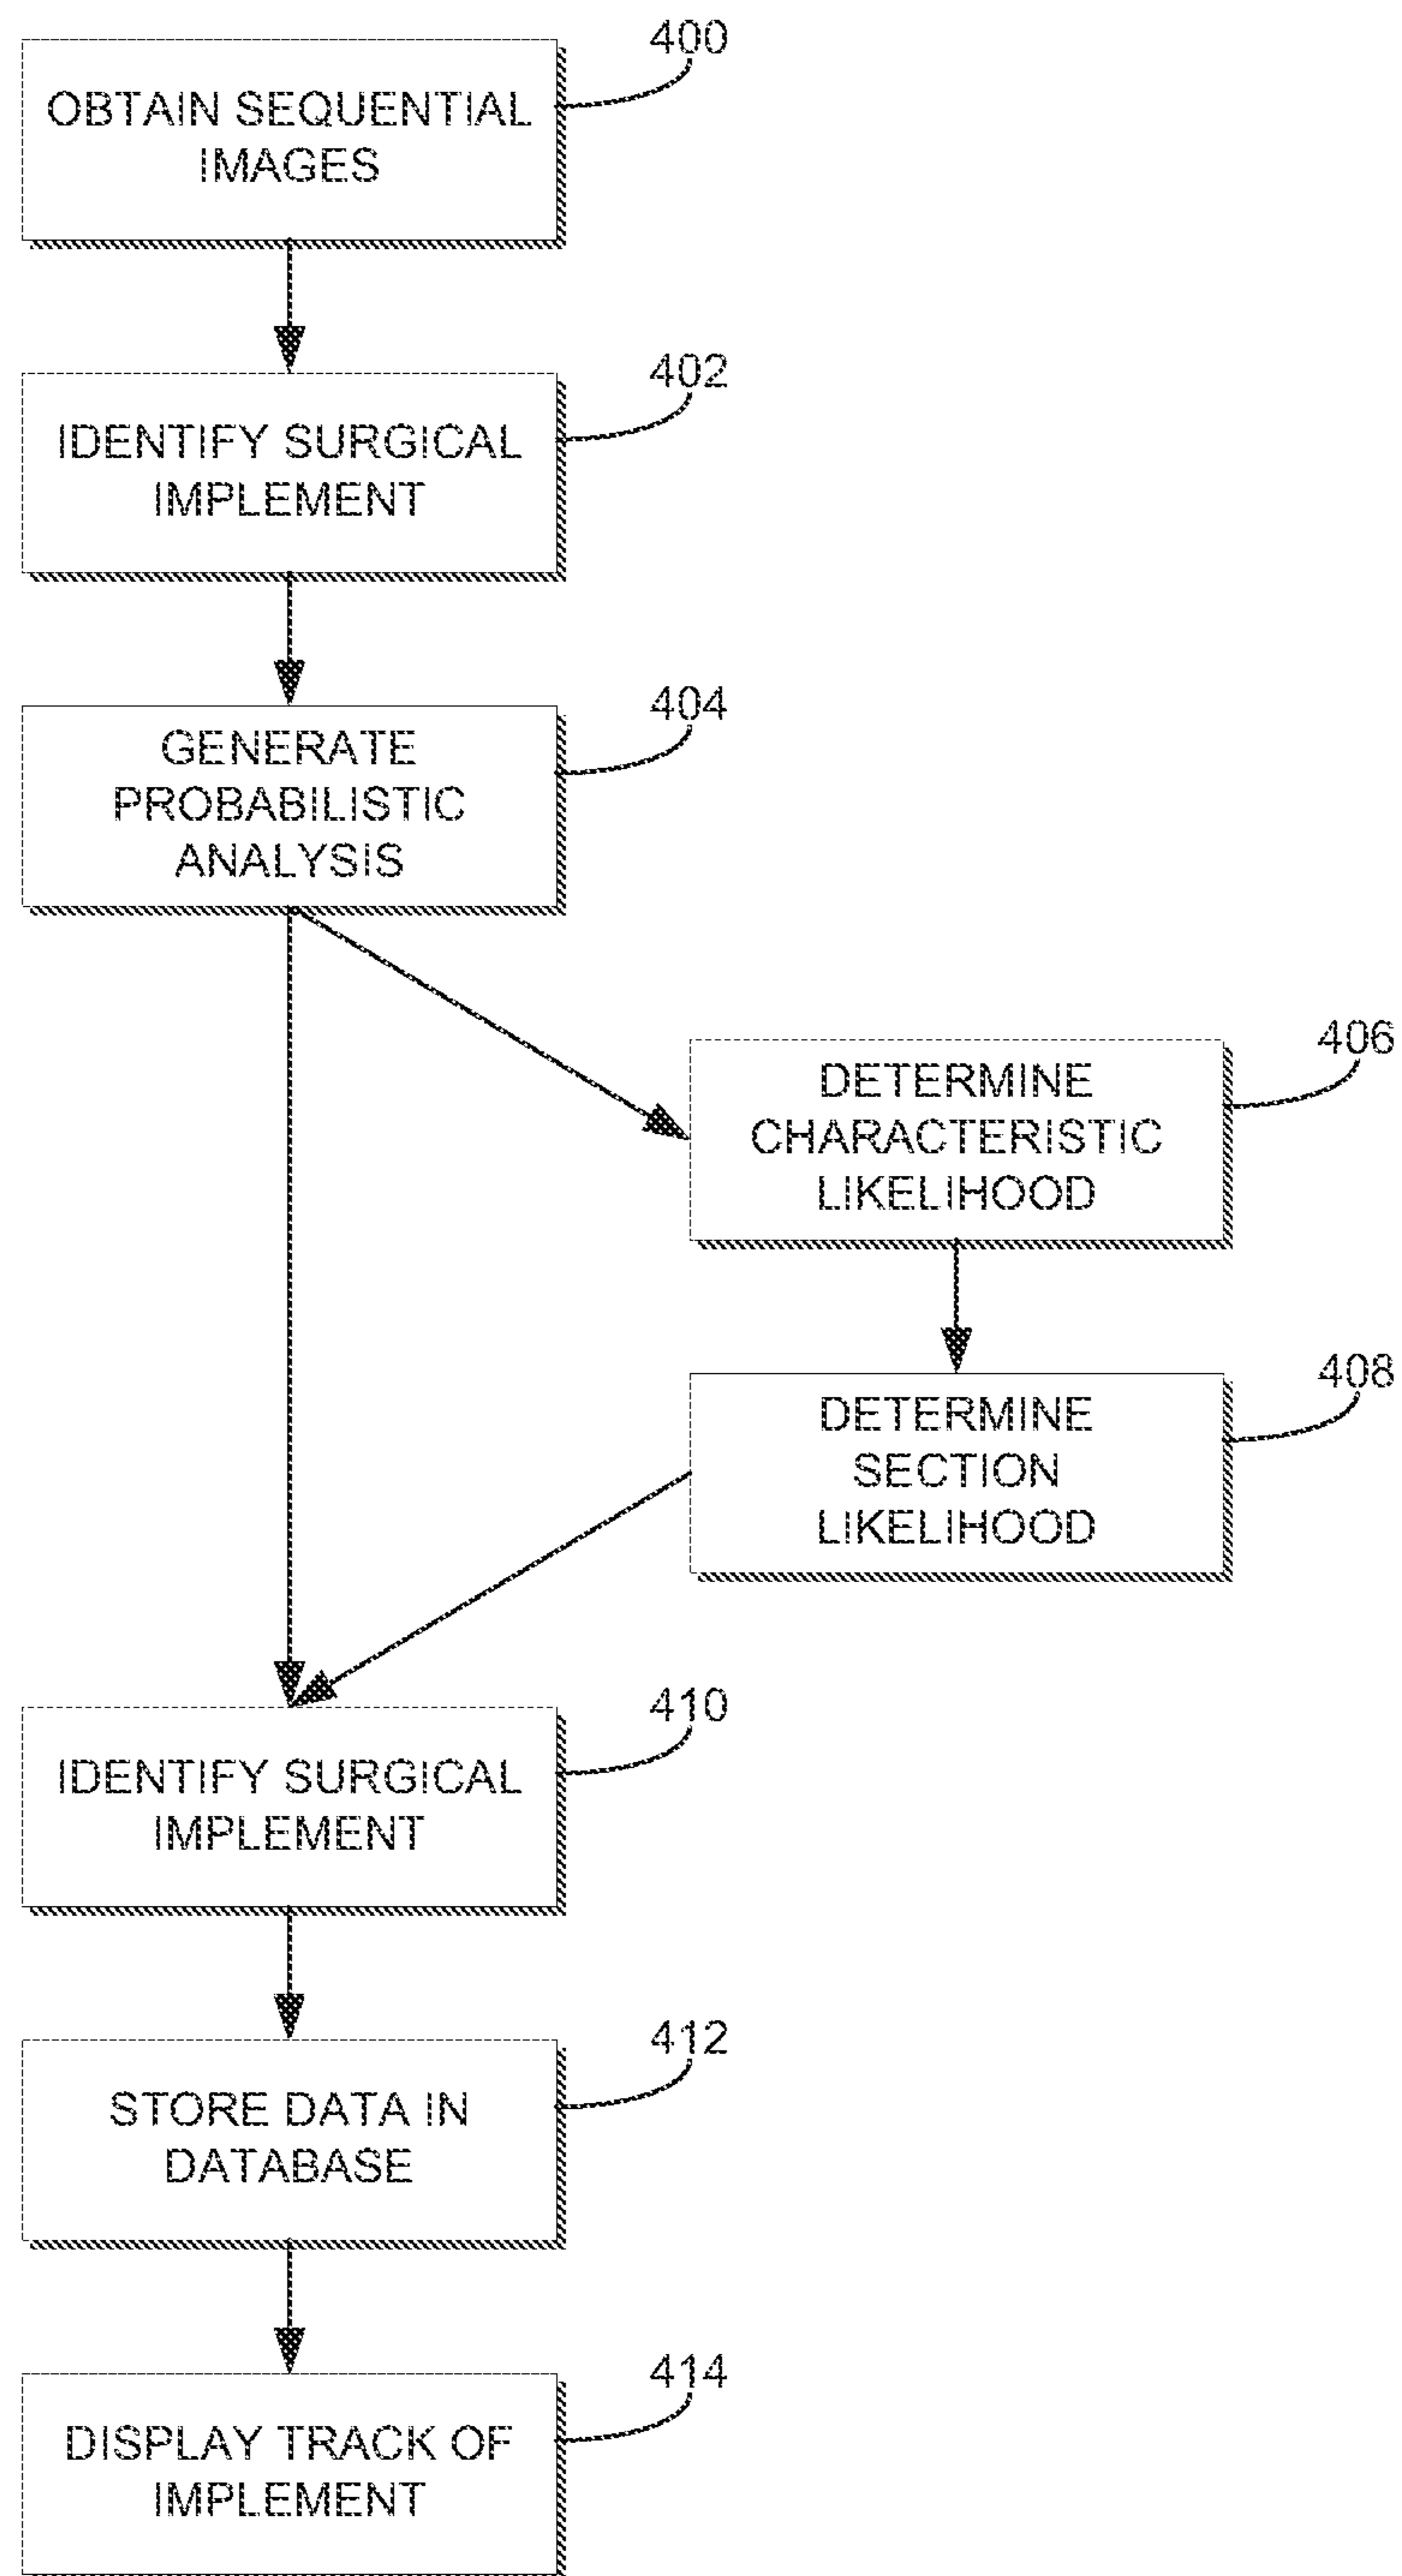 400
OBTAIN SEQUENTIAL
IMAGES
402
IDENTIFY SURGICAL
IMPLEMENT
404
GENERATE
PROBABILISTIC
ANALYSIS
406
DETERMINE
CHARACTERISTIC
LIKELIHOOD
408
DETERMINE
SECTION
LIKELIHOOD
410
IDENTIFY SURGICAL
IMPLEMENT
412
STORE DATA IN
DATABASE
414
DISPLAY TRACK OF
IMPLEMENT